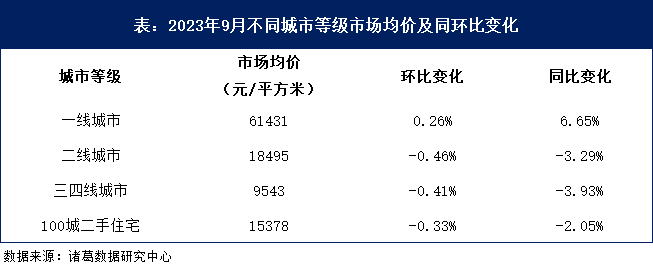 表：2023年9月不同城市等级市场均价及同环比变化
城市等级 市场均价（元/平方米） 环比变化 同比变化
一线城市 61431 0.26% 6.65%
二线城市 18495 -0.46% -3.29%
三四线城市 9543 -0.41% -3.93%
100城二手住宅 15378 -0.33% -2.05%
数据来源：诸葛数据研究中心